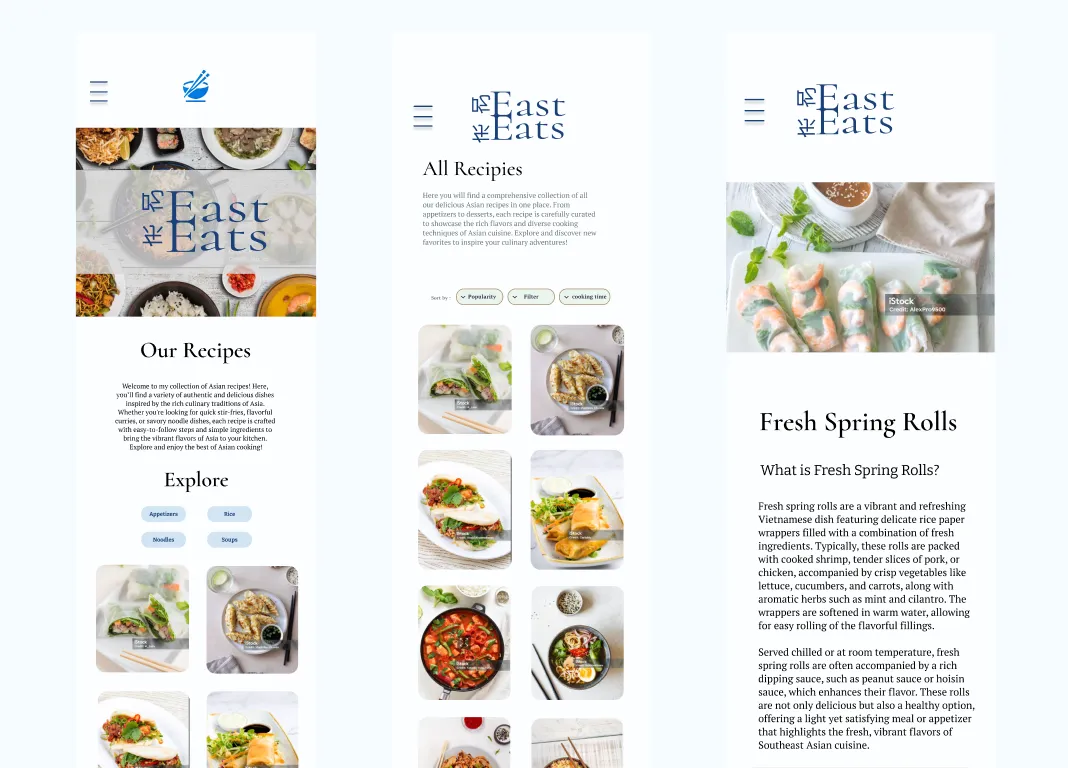 East
Eats
Our Recipes
Welcome to my collection of Asian recipes! Here,
you'll find a variety of authentic and delicious dishes
inspired by the rich culinary traditions of Asia.
Whether you're looking for quick stir-fries, flavorful
curries, or savory noodle dishes, each recipe is crafted
with easy-to-follow steps and simple ingredients to
bring the vibrant flavors of Asia to your kitchen.
Explore and enjoy the best of Asian cooking!
Explore
Appetizers
Rice
Noodles
Soups
iStock
iStock
East
Eats
All Recipies
Here you will find a comprehensive collection of all
our delicious Asian recipes in one place. From
appetizers to desserts, each recipe is carefully curated
to showcase the rich flavors and diverse cooking
techniques of Asian cuisine. Explore and discover new
favorites to inspire your culinary adventures!
Sort by -
Popularity
Filter
cooking time
iStock
iStock
iStock
iStock
iStock
iStock
East
Eats
iStock
Credit: AlexPro9500
Fresh Spring Rolls
What is Fresh Spring Rolls?
Fresh spring rolls are a vibrant and refreshing
Vietnamese dish featuring delicate rice paper
wrappers filled with a combination of fresh
ingredients. Typically, these rolls are packed
with cooked shrimp, tender slices of pork, or
chicken, accompanied by crisp vegetables like
lettuce, cucumbers, and carrots, along with
aromatic herbs such as mint and cilantro. The
wrappers are softened in warm water, allowing
for easy rolling of the flavorful fillings.
Served chilled or at room temperature, fresh
spring rolls are often accompanied by a rich
dipping sauce, such as peanut sauce or hoisin
sauce, which enhances their flavor. These rolls
are not only delicious but also a healthy option,
offering a light yet satisfying meal or appetizer
that highlights the fresh, vibrant flavors of
Southeast Asian cuisine.